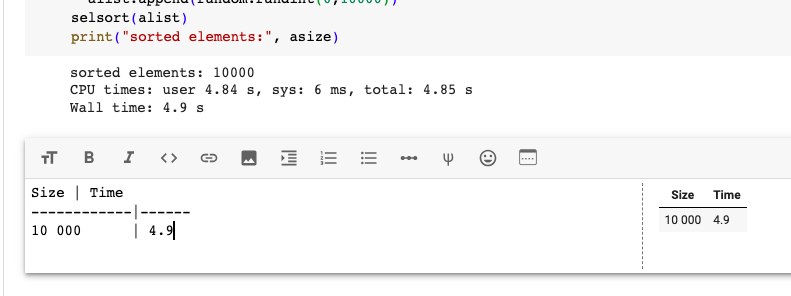 alist.append(random.randint(0,10000))
selsort(alist)
print("sorted elements:", asize)
sorted elements: 10000
CPU times: user 4.84 s, sys: 6 ms, total: 4.85 s
Wall time: 4.9 s
Size | Time
------------|------
10 000 | 4.9
Size Time
10 000 4.9